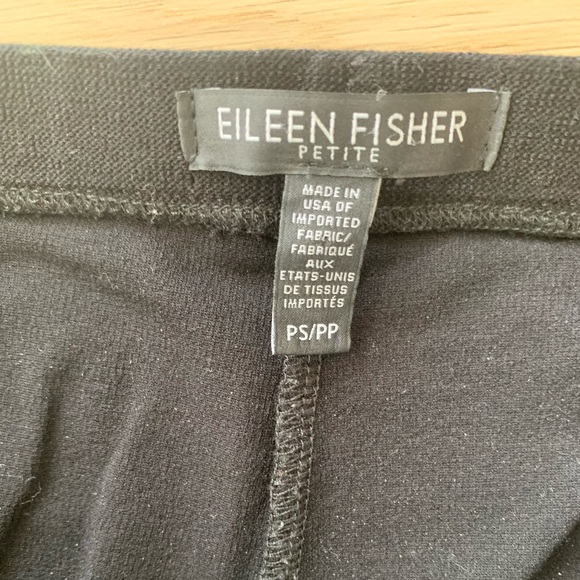 EILEEN FISHER
PETITE
MADE IN
USA OF
IMPORTED
FABRIC/
FABRIQUÉ
AUX
ETATS-UNIS
DE TISSUS
IMPORTÉS
PS/PP